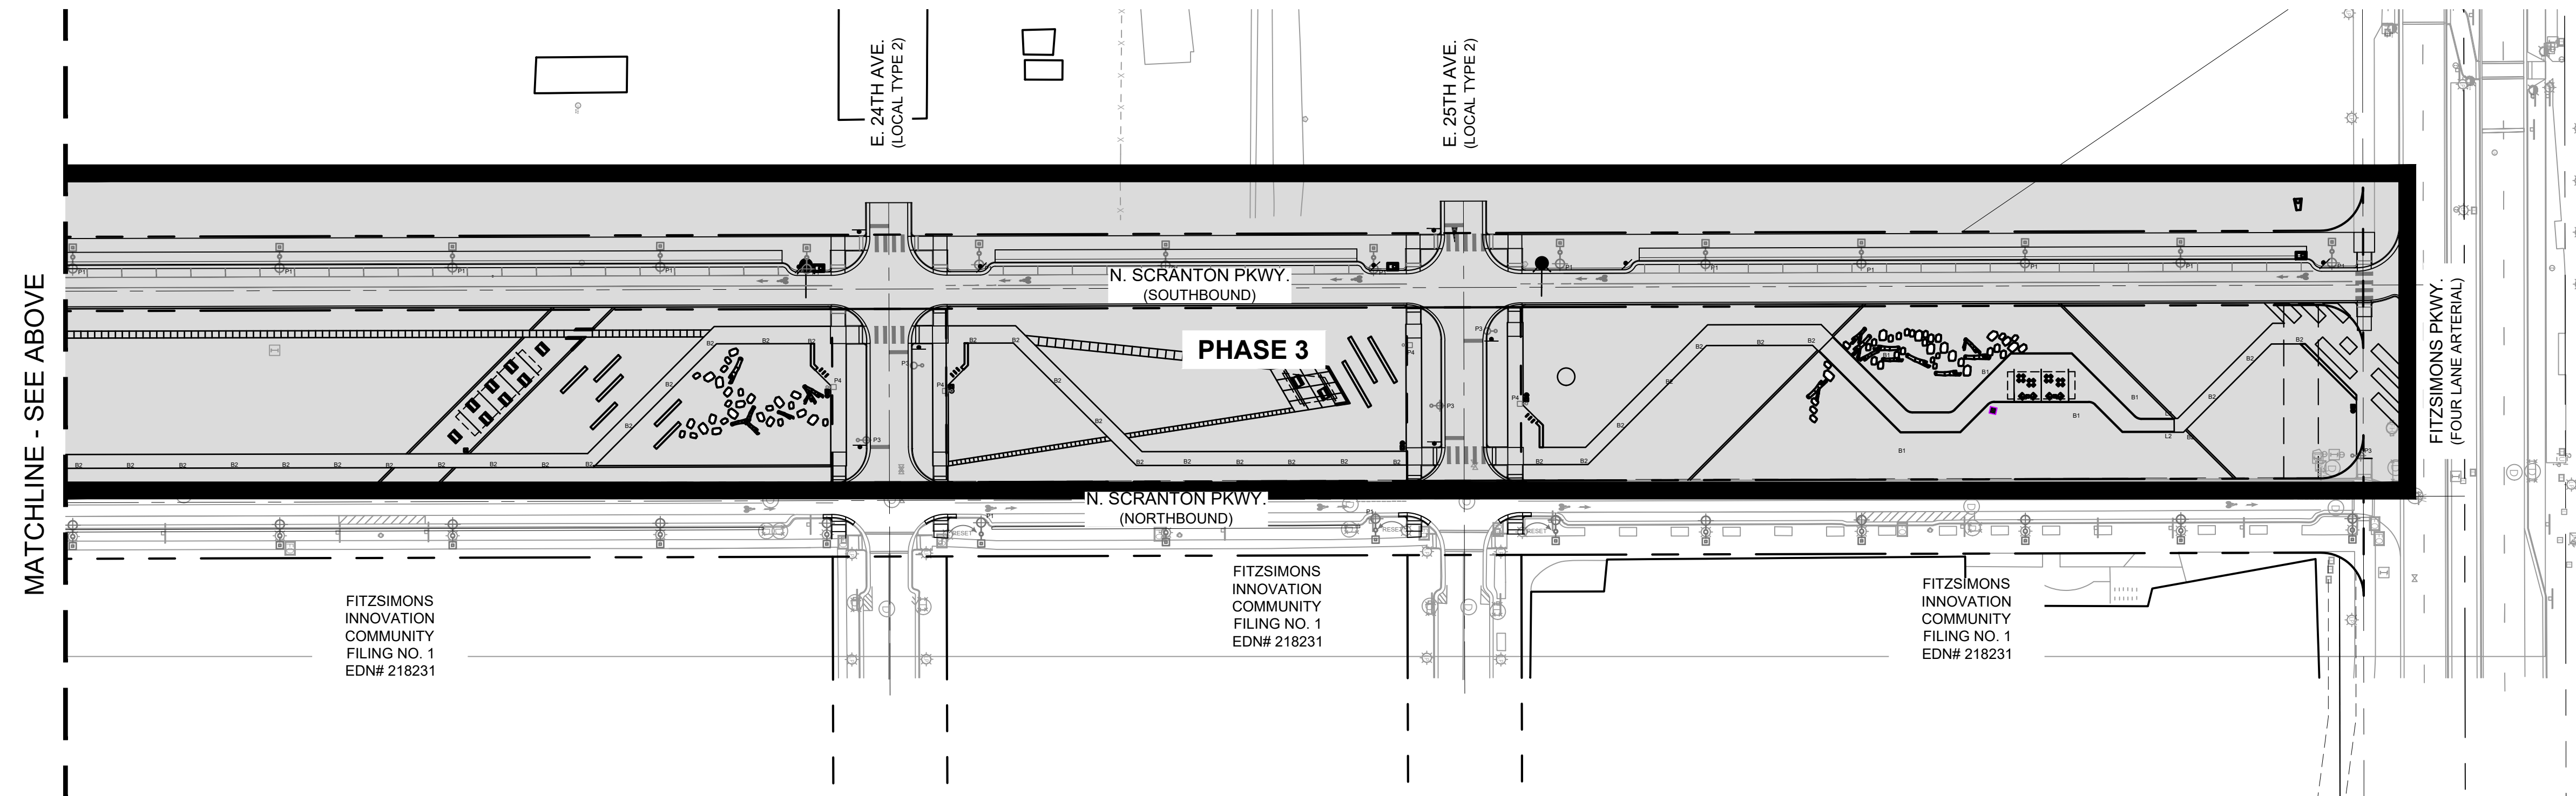 MATCHLINE - SEE ABOVE
E. 24TH AVE.
(LOCAL TYPE 2)
E. 25TH AVE.
(LOCAL TYPE 2)
N. SCRANTON PKWY.
(SOUTHBOUND)
PHASE 3
FITZSIMONS PKWY.
(FOUR LANE ARTERIAL)
N. SCRANTON PKWY.
(NORTHBOUND)
FITZSIMONS
INNOVATION
COMMUNITY
FILING NO. 1
EDN# 218231
FITZSIMONS
INNOVATION
COMMUNITY
FILING NO. 1
EDN# 218231
FITZSIMONS
INNOVATION
COMMUNITY
FILING NO. 1
EDN# 218231